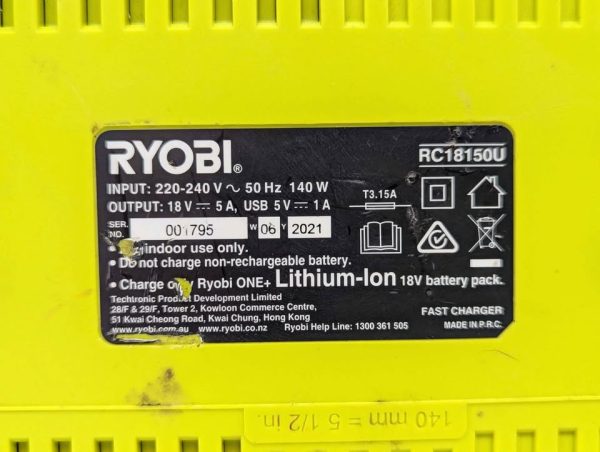 RYOBI®
RC18150U
INPUT: 220-240 V ~ 50 Hz 140 W
OUTPUT: 18 V ⎓ 5 A, USB 5 V ⎓ 1 A
T3.15A
SER. NO. 001795 W 06 Y 2021
• indoor use only.
• Do not charge non-rechargeable battery.
• Charge only Ryobi ONE+ Lithium-Ion 18V battery pack.
Techtronic Product Development Limited
28/F & 29/F, Tower 2, Kowloon Commerce Centre,
51 Kwai Cheong Road, Kwai Chung, Hong Kong
www.ryobi.com.au www.ryobi.co.nz Ryobi Help Line: 1300 361 505
FAST CHARGER
MADE IN P.R.C.
140 mm = 5 1/2 in.